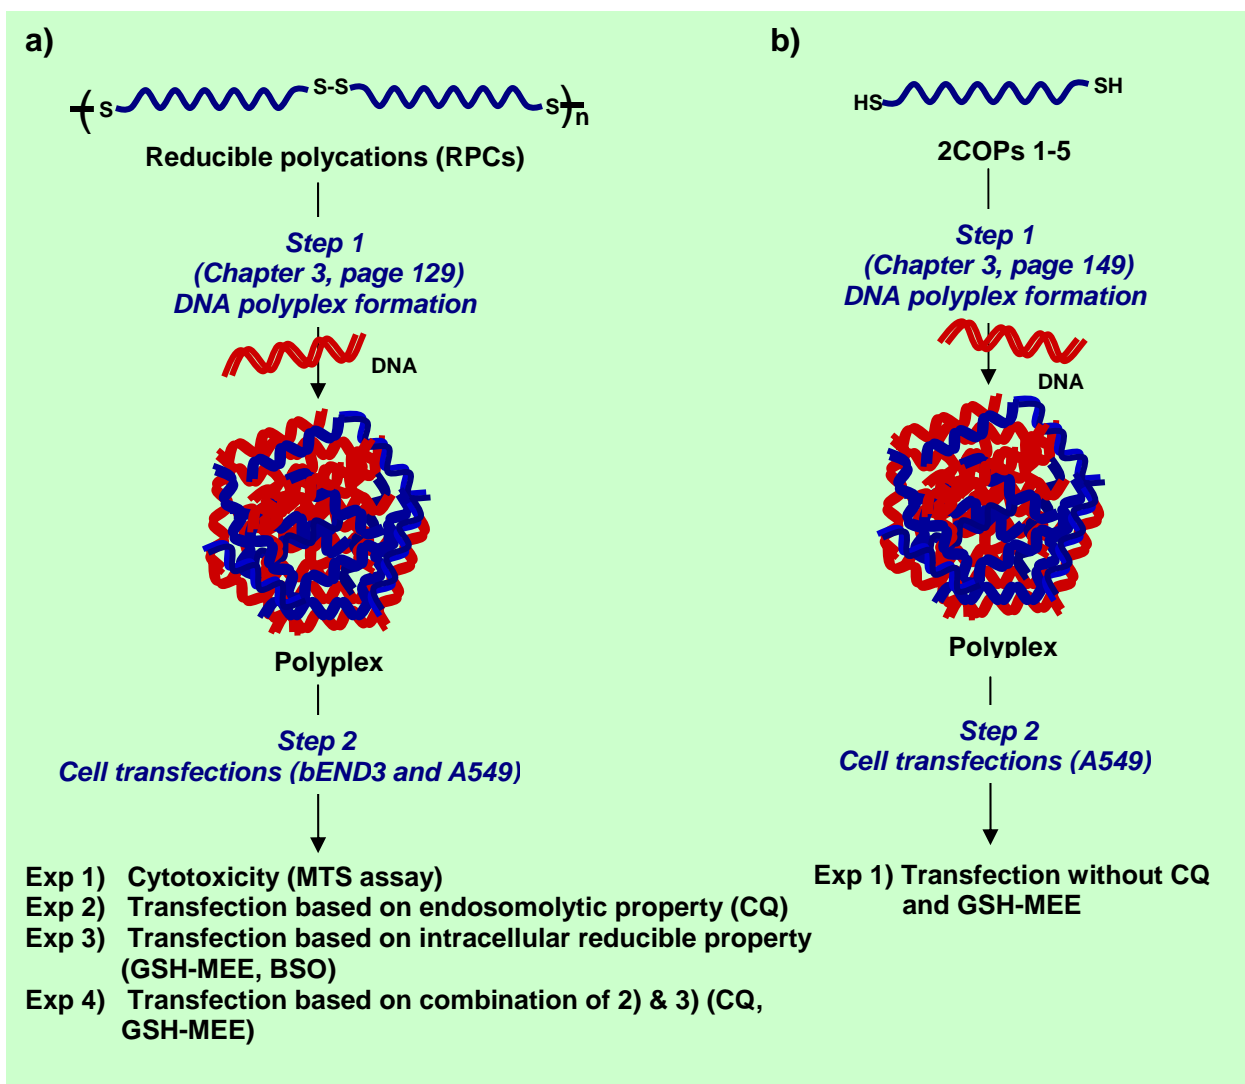 a)
( S S-S S )n
Reducible polycations (RPCs)
Step 1
(Chapter 3, page 129)
DNA polyplex formation
DNA
Polyplex
Step 2
Cell transfections (bEND3 and A549)
Exp 1) Cytotoxicity (MTS assay)
Exp 2) Transfection based on endosomolytic property (CQ)
Exp 3) Transfection based on intracellular reducible property
(GSH-MEE, BSO)
Exp 4) Transfection based on combination of 2) & 3) (CQ,
GSH-MEE)
b)
HS SH
2COPs 1-5
Step 1
(Chapter 3, page 149)
DNA polyplex formation
DNA
Polyplex
Step 2
Cell transfections (A549)
Exp 1) Transfection without CQ
and GSH-MEE